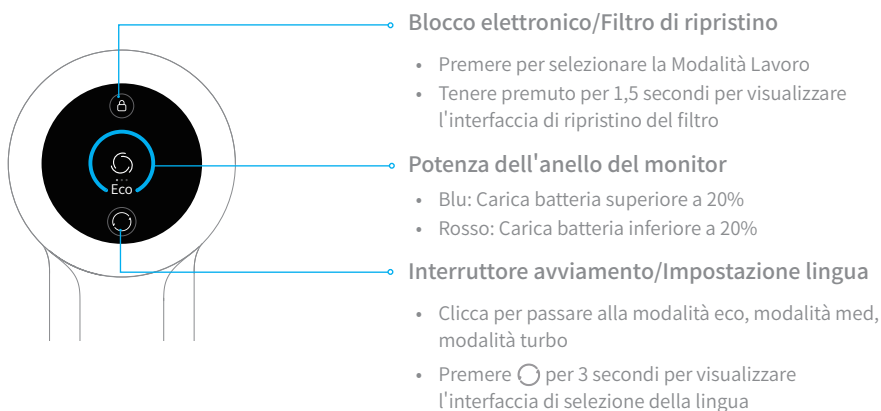 Blocco elettronico/Filtro di ripristino
• Premere per selezionare la Modalità Lavoro
• Tenere premuto per 1,5 secondi per visualizzare
l'interfaccia di ripristino del filtro
Eco
Potenza dell'anello del monitor
• Blu: Carica batteria superiore a 20%
• Rosso: Carica batteria inferiore a 20%
Interruttore avviamento/Impostazione lingua
• Clicca per passare alla modalità eco, modalità med,
modalità turbo
• Premere per 3 secondi per visualizzare
l'interfaccia di selezione della lingua